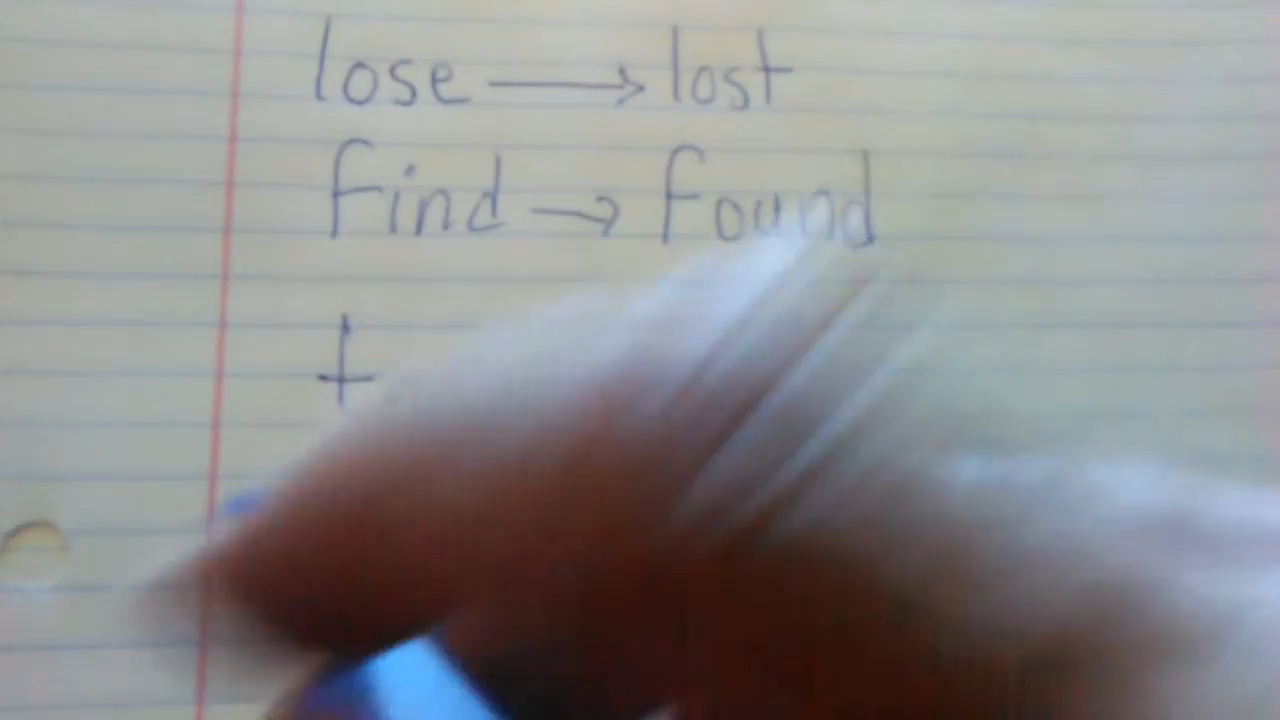 lose → lost
find → found
t